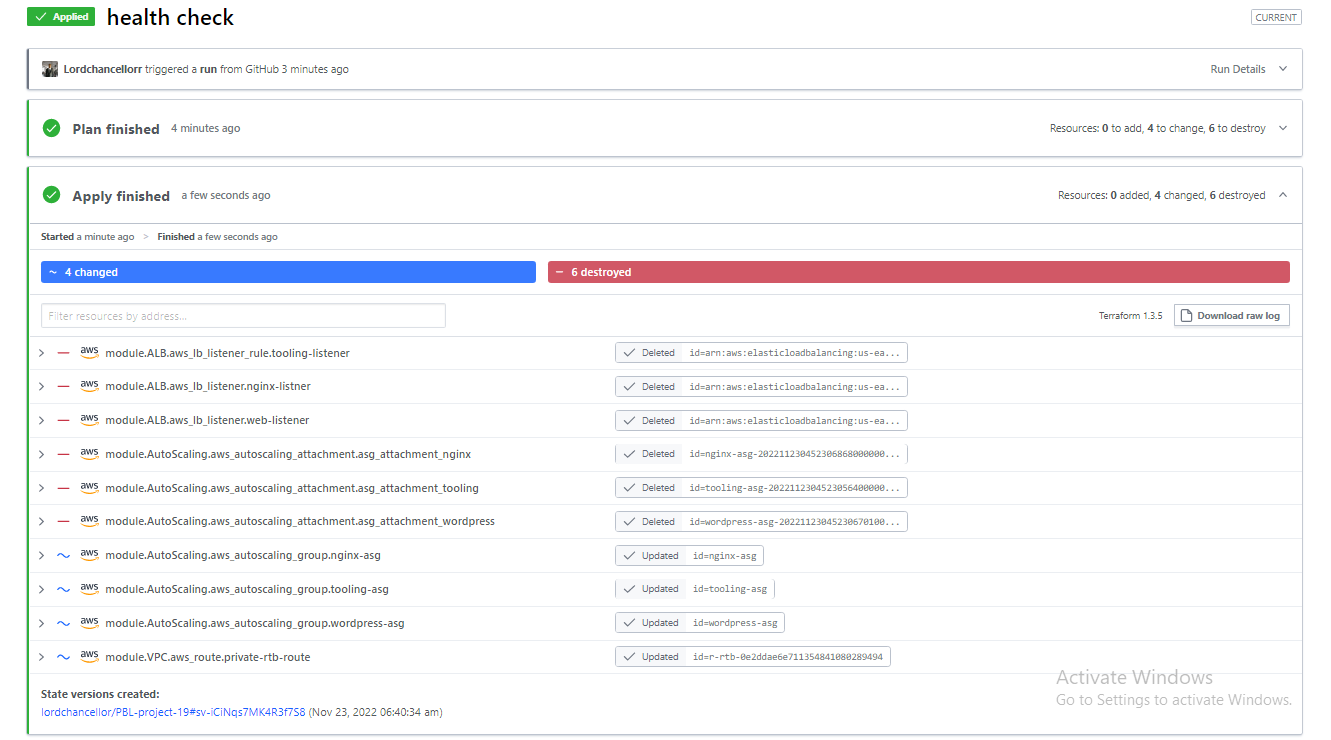 Applied health check CURRENT
Lordchancellorr triggered a run from GitHub 3 minutes ago Run Details
Plan finished 4 minutes ago Resources: 0 to add, 4 to change, 6 to destroy
Apply finished a few seconds ago Resources: 0 added, 4 changed, 6 destroyed
Started a minute ago > Finished a few seconds ago
~ 4 changed − 6 destroyed
Filter resources by address... Terraform 1.3.5 Download raw log
aws module.ALB.aws_lb_listener_rule.tooling-listener Deleted id=arn:aws:elasticloadbalancing:us-ea...
aws module.ALB.aws_lb_listener.nginx-listner Deleted id=arn:aws:elasticloadbalancing:us-ea...
aws module.ALB.aws_lb_listener.web-listener Deleted id=arn:aws:elasticloadbalancing:us-ea...
aws module.AutoScaling.aws_autoscaling_attachment.asg_attachment_nginx Deleted id=nginx-asg-202211230452306868000000...
aws module.AutoScaling.aws_autoscaling_attachment.asg_attachment_tooling Deleted id=tooling-asg-2022112304523056400000...
aws module.AutoScaling.aws_autoscaling_attachment.asg_attachment_wordpress Deleted id=wordpress-asg-20221123045230670100...
aws module.AutoScaling.aws_autoscaling_group.nginx-asg Updated id=nginx-asg
aws module.AutoScaling.aws_autoscaling_group.tooling-asg Updated id=tooling-asg
aws module.AutoScaling.aws_autoscaling_group.wordpress-asg Updated id=wordpress-asg
aws module.VPC.aws_route.private-rtb-route Updated id=r-rtb-0e2ddae6e711354841080289494
State versions created:
lordchancellor/PBL-project-19#sv-iCiNqs7MK4R3f7S8 (Nov 23, 2022 06:40:34 am)
Activate Windows
Go to Settings to activate Windows.